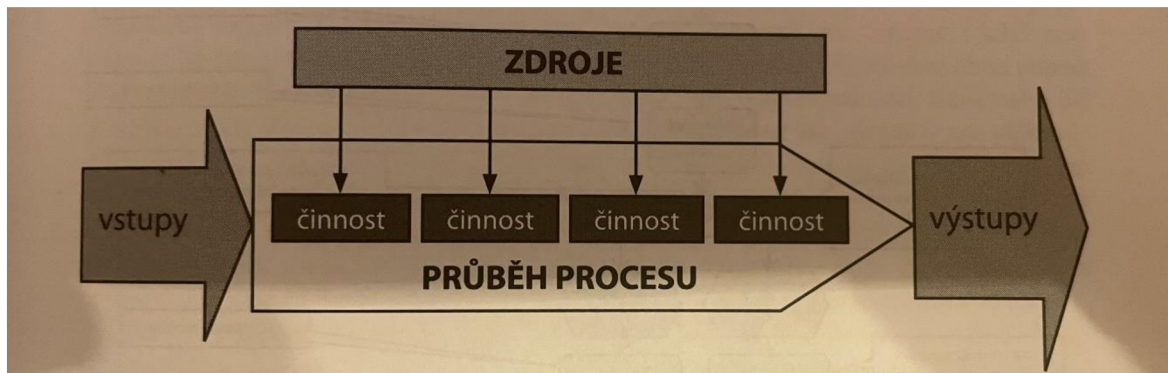 ZDROJE
vstupy
činnost
činnost
činnost
činnost
výstupy
PRŮBĚH PROCESU